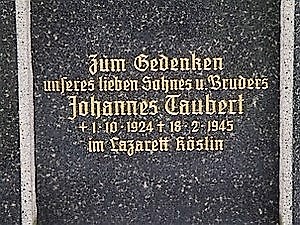 Zum Gedenken
unseres lieben Sohnes u. Bruders
Johannes Taubert
+ 1·10·1924 + 18·2·1945
im Lazarett Köslin